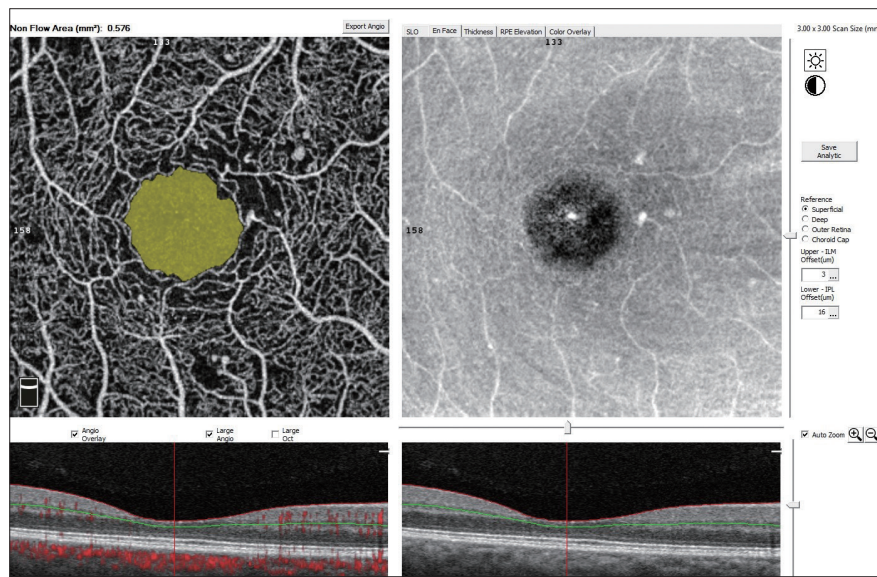 Non Flow Area (mm²): 0.576
Export Angio
SLO
En Face
Thickness
RPE Elevation
Color Overlay
3.00 x 3.00 Scan Size (mm
133
133
158
158
Save
Analytic
Reference
Superficial
Deep
Outer Retina
Choroid Cap
Upper - ILM
Offset(um)
3 ...
Lower - IPL
Offset(um)
16 ...
Angio
Overlay
Large
Angio
Large
Oct
Auto Zoom